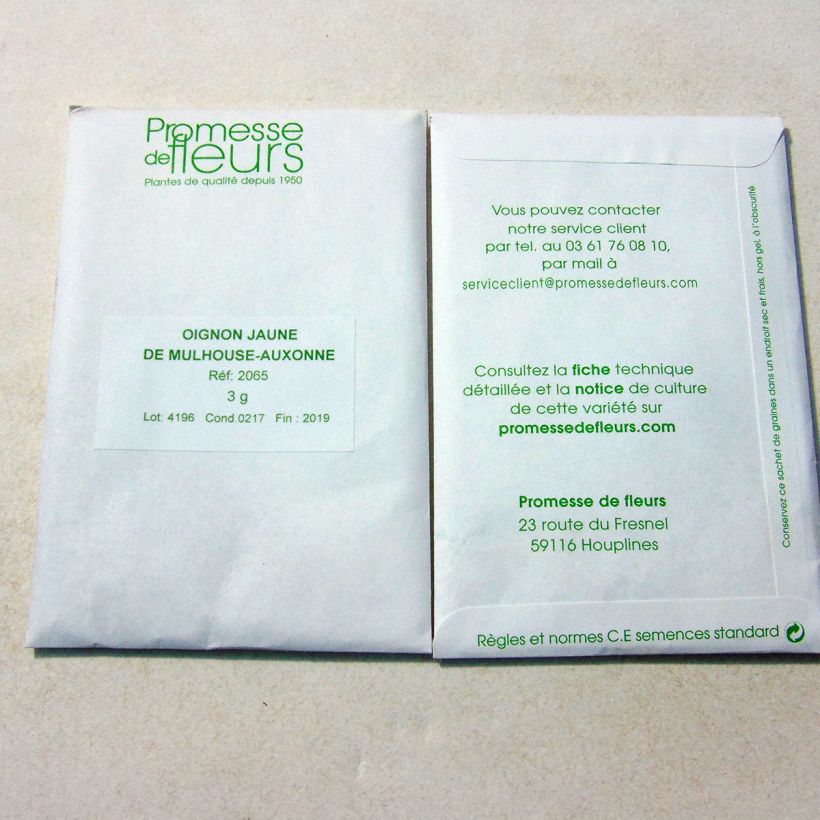 Promesse
de fleurs
Plantes de qualité depuis 1950
OIGNON JAUNE
DE MULHOUSE-AUXONNE
Réf: 2065
3 g
Lot: 4196 Cond.0217 Fin : 2019
Vous pouvez contacter
notre service client
par tel. au 03 61 76 08 10,
par mail à
serviceclient@promessedefleurs.com
Consultez la fiche technique
détaillée et la notice de culture
de cette variété sur
promessedefleurs.com
Promesse de fleurs
23 route du Fresnel
59116 Houplines
Règles et normes C.E semences standard
Conservez ce sachet de graines dans un endroit sec et frais, hors gel, à l'obscurité